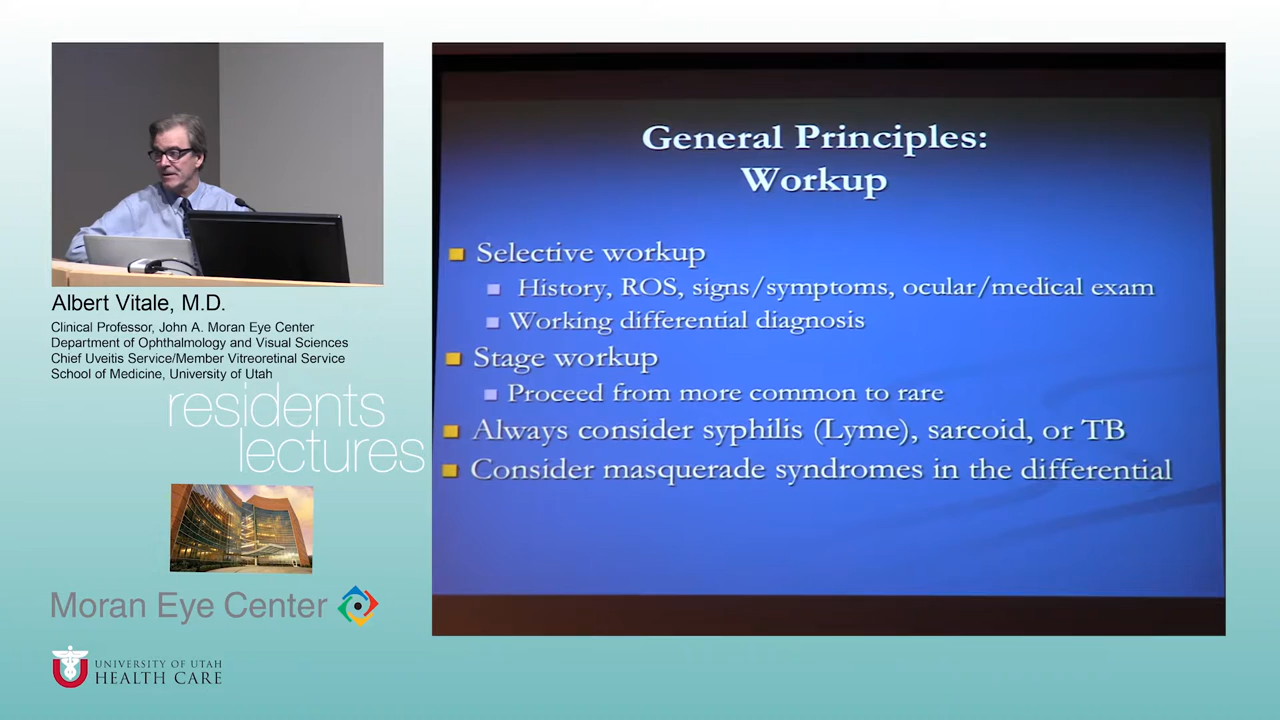 General Principles:
Workup
Selective workup
History, ROS, signs/symptoms, ocular/medical exam
Working differential diagnosis
Stage workup
Proceed from more common to rare
Always consider syphilis (Lyme), sarcoid, or TB
Consider masquerade syndromes in the differential
Albert Vitale, M.D.
Clinical Professor, John A. Moran Eye Center
Department of Ophthalmology and Visual Sciences
Chief Uveitis Service/Member Vitreoretinal Service
School of Medicine, University of Utah
residents
lectures
Moran Eye Center
UNIVERSITY OF UTAH
HEALTH CARE